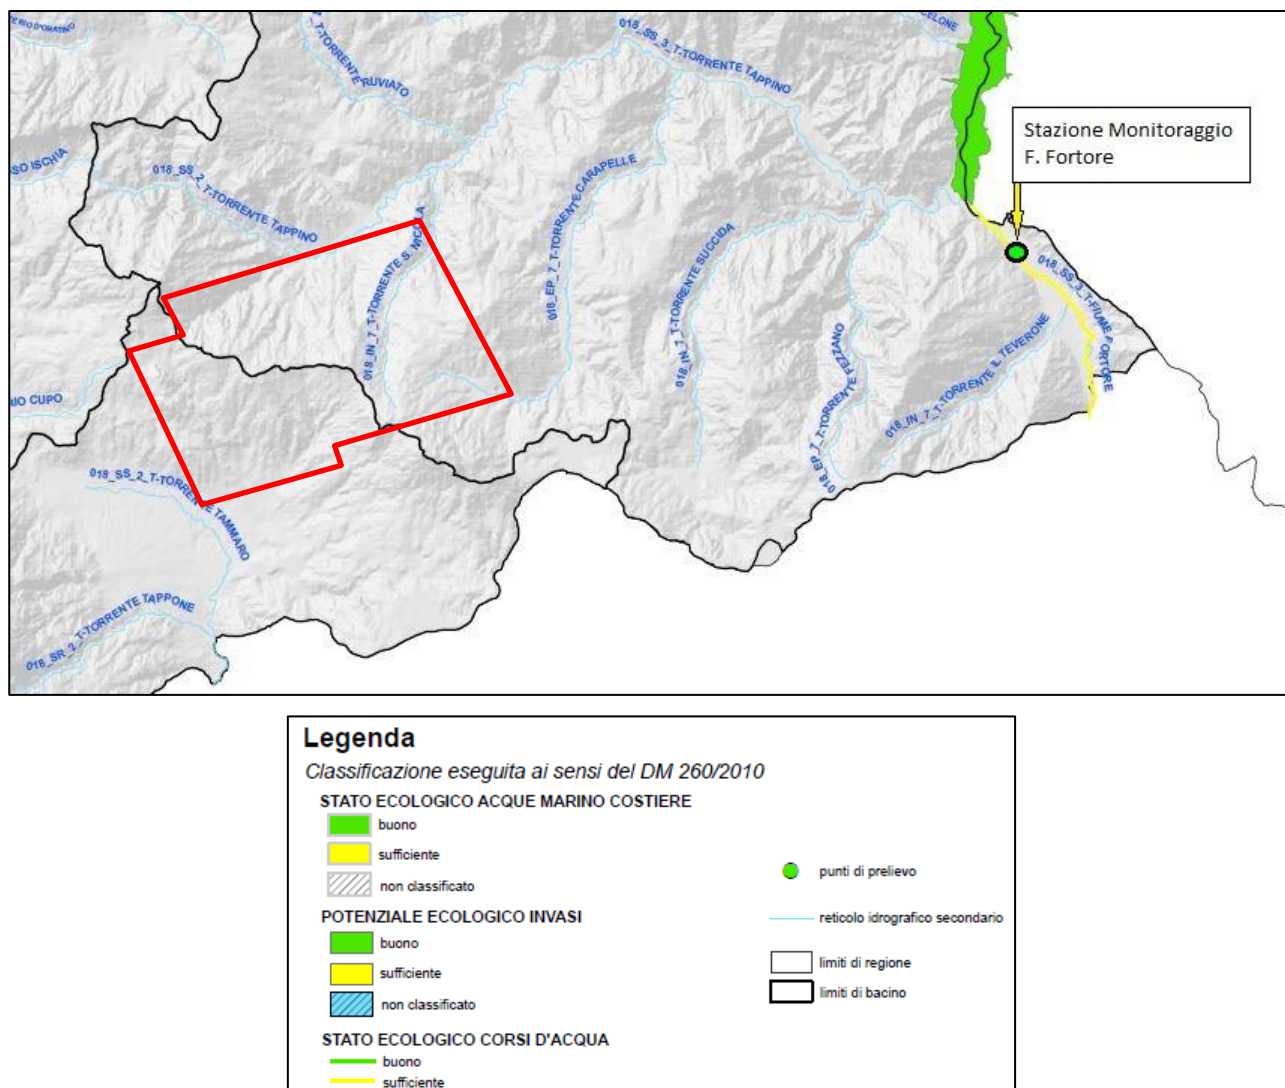 018_SS_3_T-TORRENTE TAPPINO
T-TORRENTE RUVIATO
Stazione Monitoraggio
F. Fortore
SSO ISCHIA
018_SS_2_T-TORRENTE TAPPINO
018_EP_7_T-TORRENTE CARAPELLE
018_IN_7_T-TORRENTE S. NICOLA
018_IN_7_T-TORRENTE SUCCIDA
018_SS_3_T-FIUME FORTORE
018_EP_7_T-TORRENTE FEZZANO
018_IN_7_T-TORRENTE IL TEVERONE
RIO CUPO
018_SS_2_T-TORRENTE TAMMARO
018_SR_2_T-TORRENTE TAPPONE
Legenda
Classificazione eseguita ai sensi del DM 260/2010
STATO ECOLOGICO ACQUE MARINO COSTIERE
buono
sufficiente
non classificato
punti di prelievo
POTENZIALE ECOLOGICO INVASI
reticolo idrografico secondario
buono
sufficiente
limiti di regione
non classificato
limiti di bacino
STATO ECOLOGICO CORSI D'ACQUA
buono
sufficiente